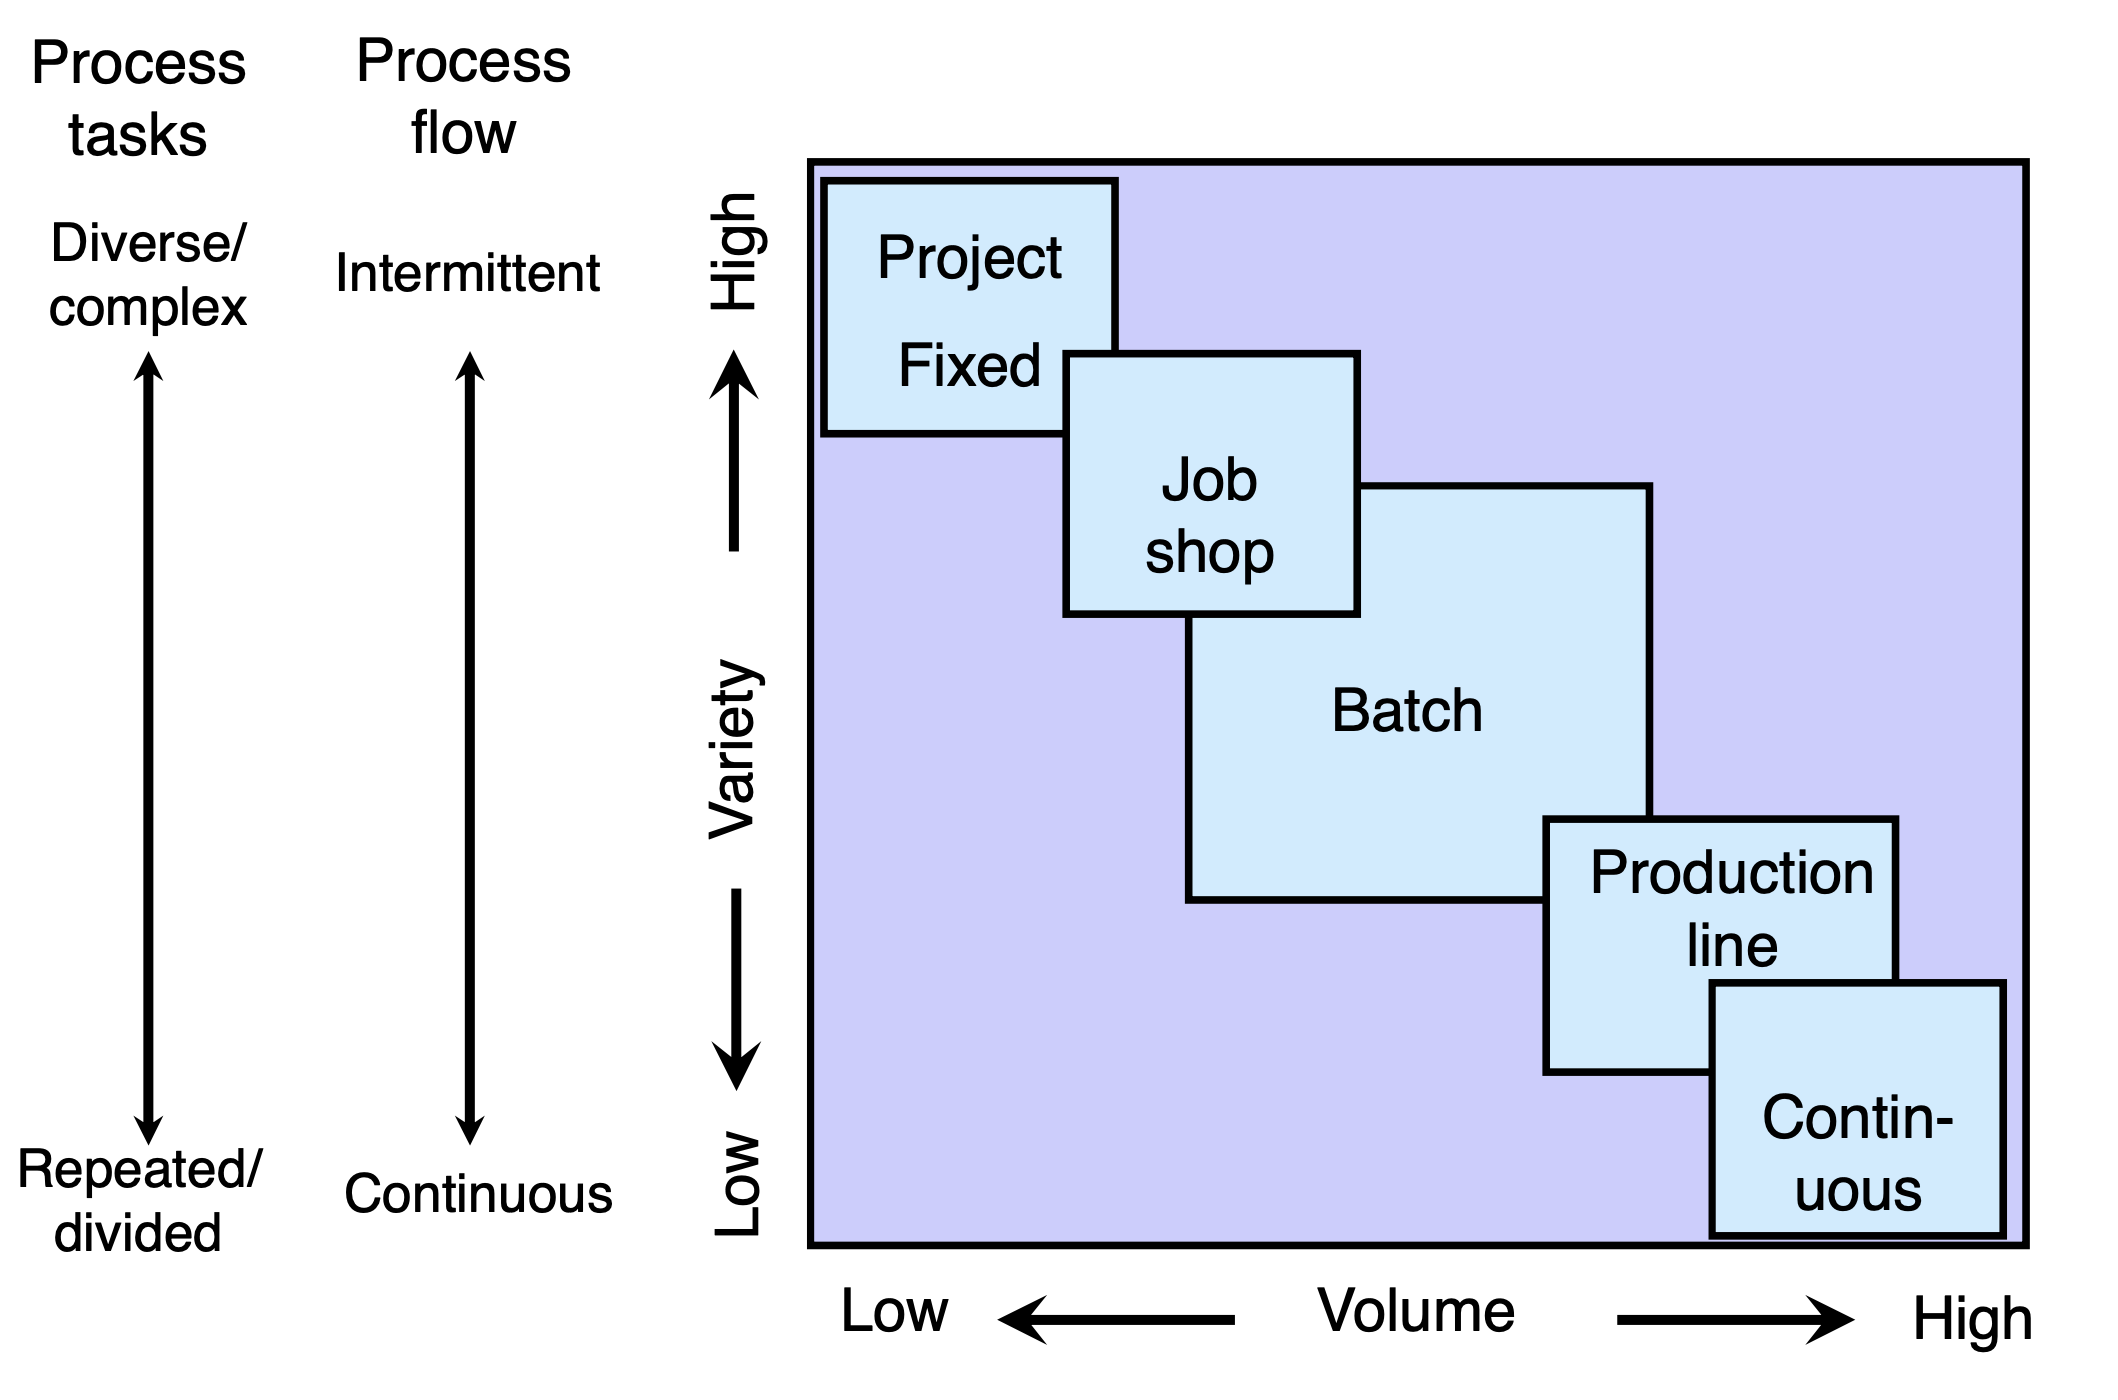 Process
tasks
Process
flow
Diverse/
complex
Intermittent
Repeated/
divided
Continuous
High
Variety
Low
Project
Fixed
Job
shop
Batch
Production
line
Contin-
uous
Low
Volume
High